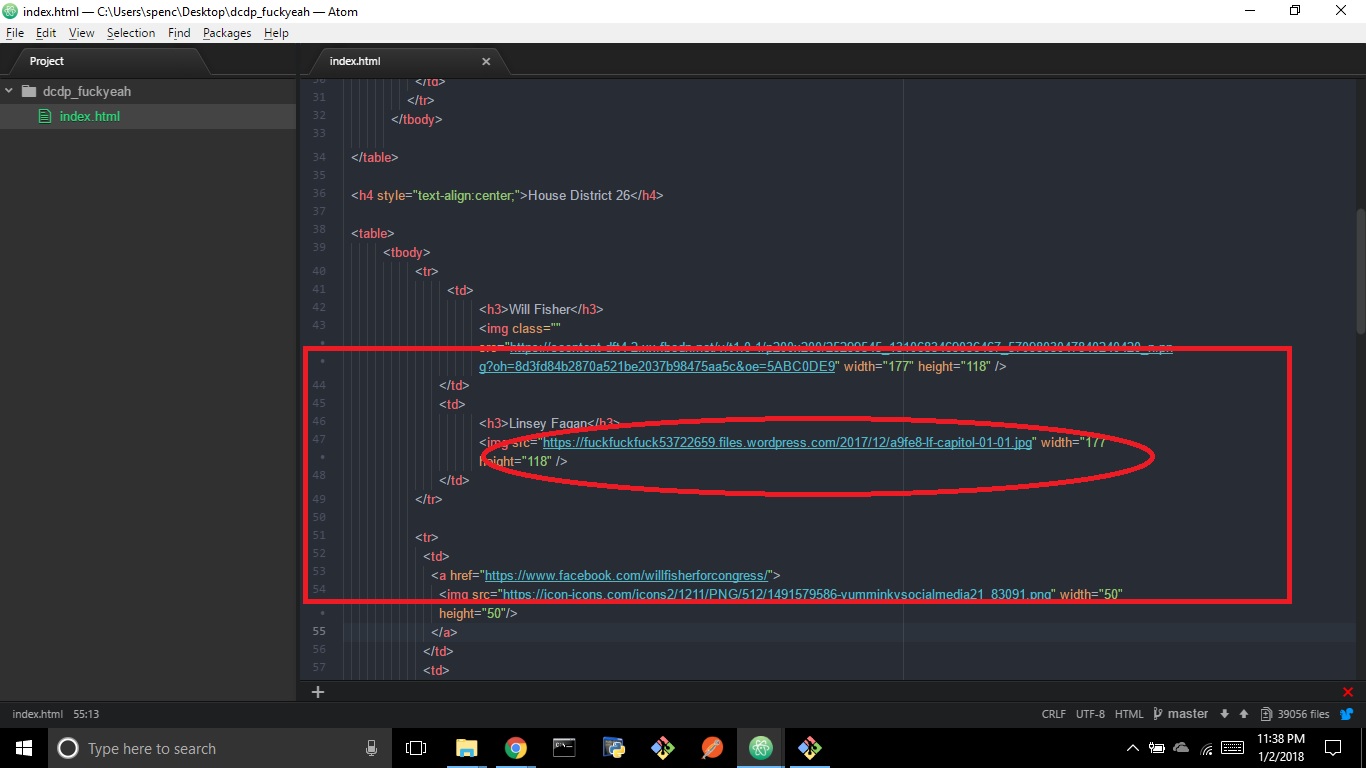 index.html — C:\Users\spenc\Desktop\dcdp_fuckyeah — Atom
File Edit View Selection Find Packages Help
Project
dcdp_fuckyeah
index.html
index.html
30 </td>
31 </tr>
32 </tbody>
33
34 </table>
35
36 <h4 style="text-align:center;">House District 26</h4>
37
38 <table>
39 <tbody>
40 <tr>
41 <td>
42 <h3>Will Fisher</h3>
43 <img class=""
g?oh=8d3fd84b2870a521be2037b98475aa5c&oe=5ABC0DE9" width="177" height="118" />
44 </td>
45 <td>
46 <h3>Linsey Fagan</h3>
47 <img src="https://fuckfuckfuck53722659.files.wordpress.com/2017/12/a9fe8-lf-capitol-01-01.jpg" width="177
height="118" />
48 </td>
49 </tr>
50
51 <tr>
52 <td>
53 <a href="https://www.facebook.com/willfisherforcongress/">
54 <img src="https://icon-icons.com/icons2/1211/PNG/512/1491579586-yumminkysocialmedia21_83091.png" width="50"
height="50"/>
55 </a>
56 </td>
57 <td>
index.html 55:13 CRLF UTF-8 HTML master 39056 files
Type here to search
11:38 PM
1/2/2018